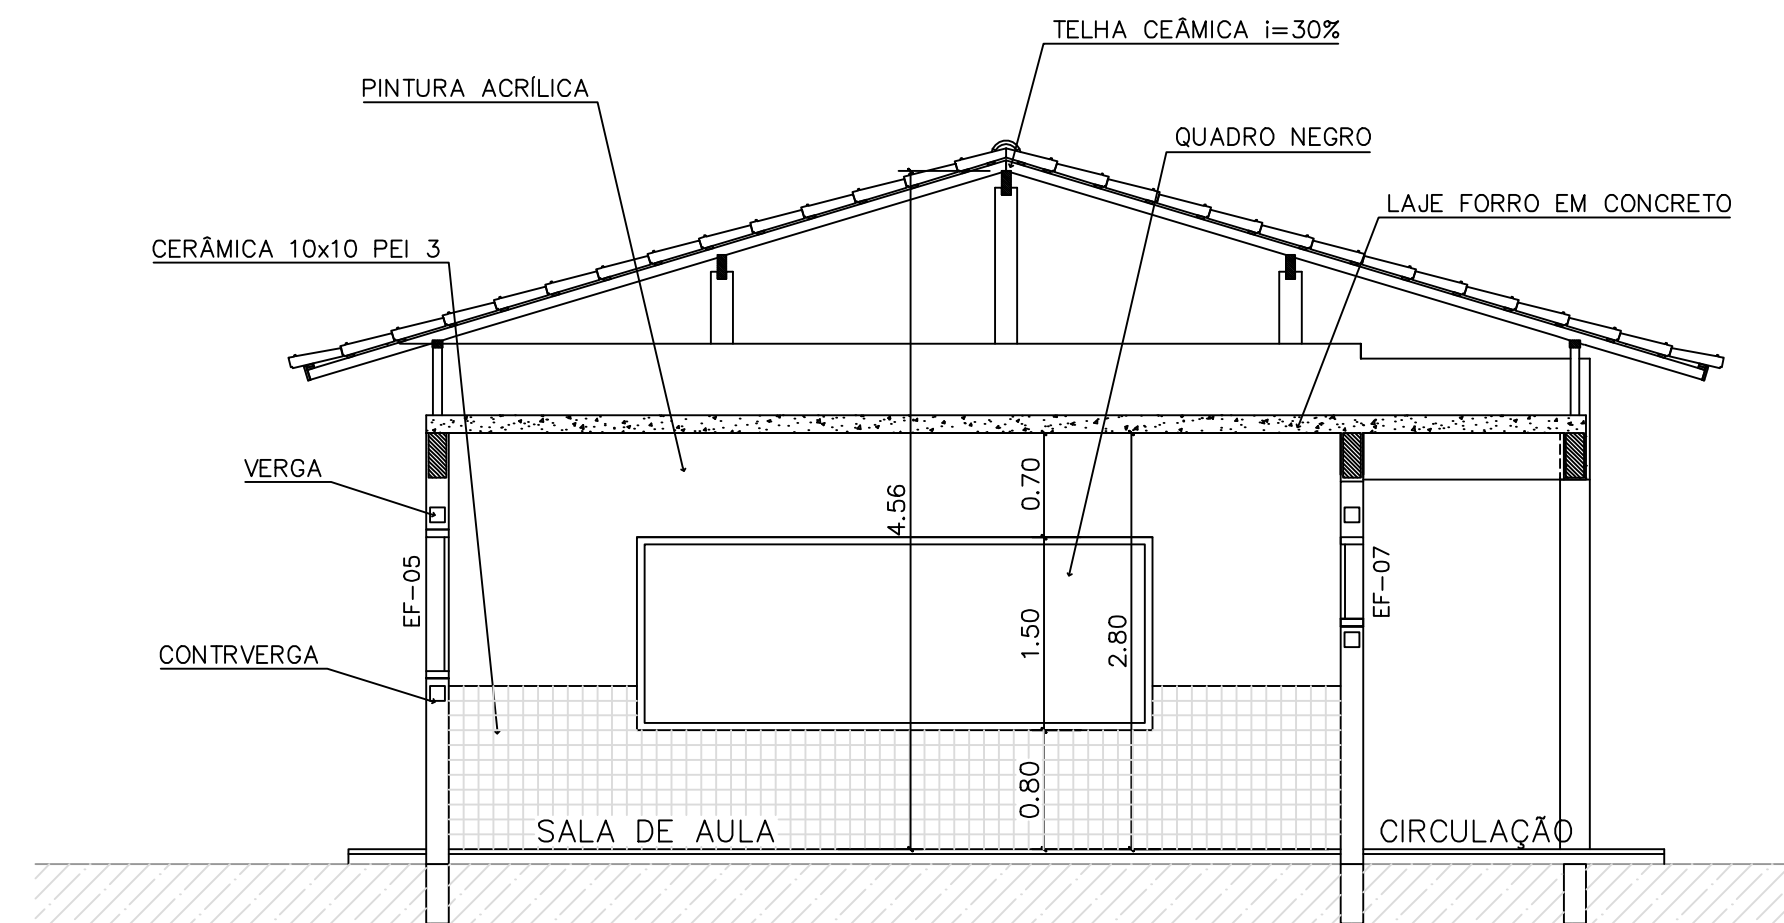 TELHA CEÂMICA i=30%
PINTURA ACRÍLICA
QUADRO NEGRO
LAJE FORRO EM CONCRETO
CERÂMICA 10x10 PEI 3
VERGA
0.70
4.56
EF-05
EF-07
1.50
2.80
CONTRVERGA
0.80
SALA DE AULA
CIRCULAÇÃO